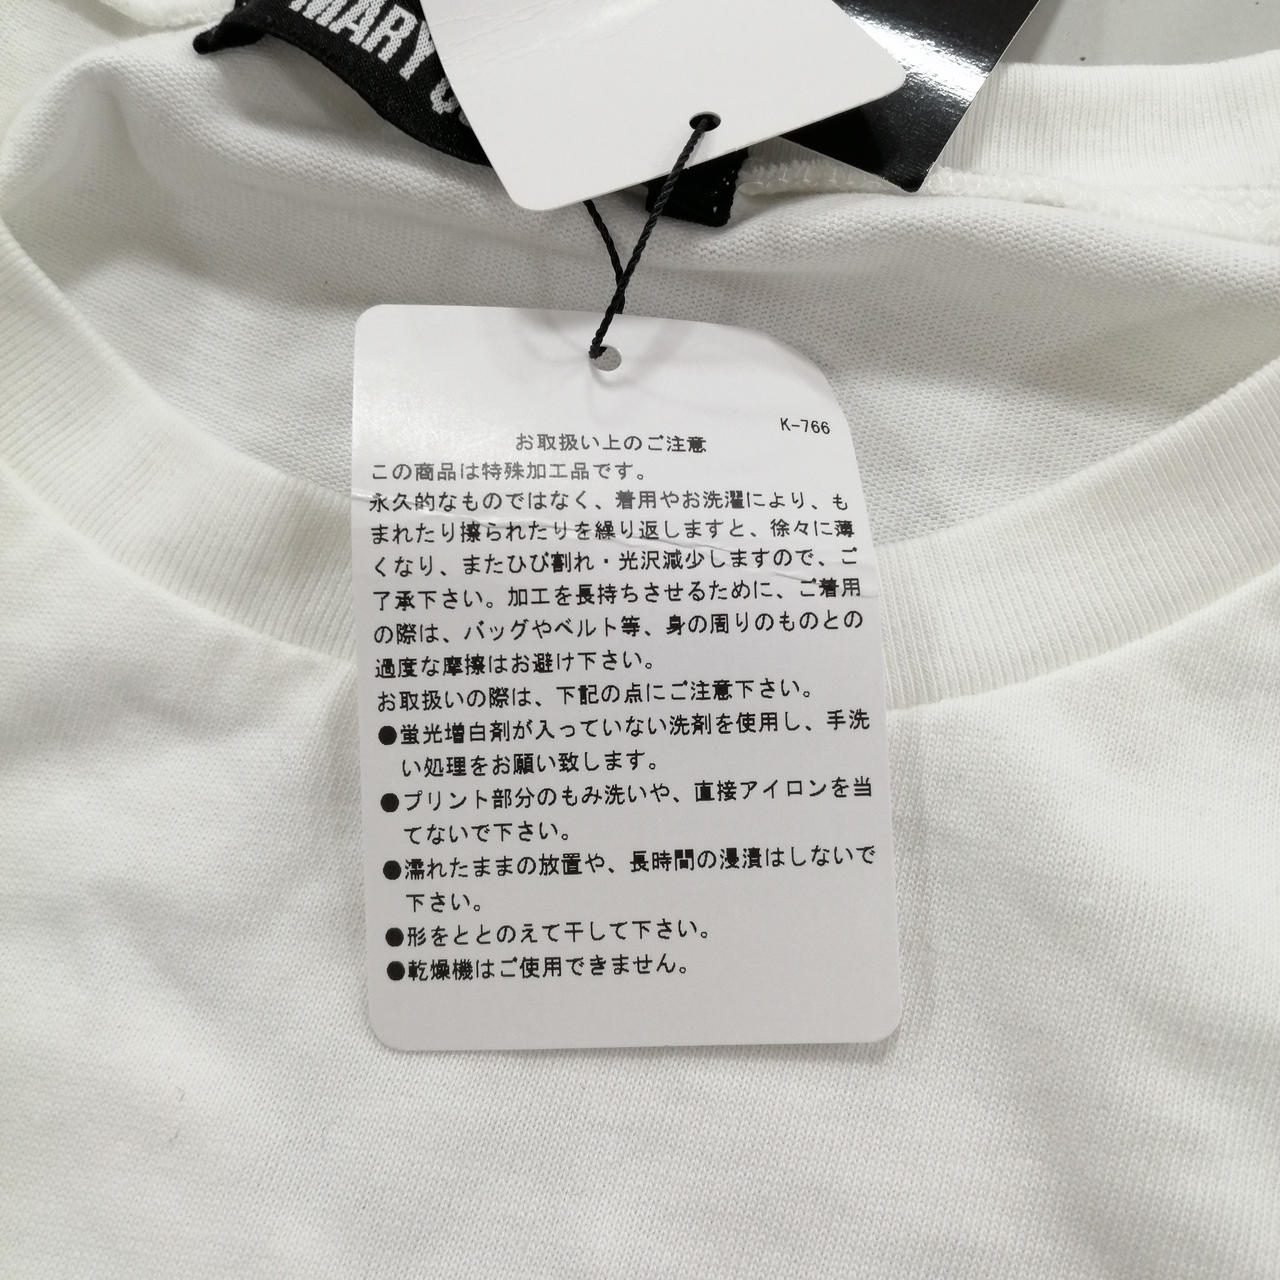 MARY
K-766
お取扱い上のご注意
この商品は特殊加工品です。
永久的なものではなく、着用やお洗濯により、も
まれたり擦られたりを繰り返しますと、徐々に薄
くなり、またひび割れ・光沢減少しますので、ご
了承下さい。加工を長持ちさせるために、ご着用
の際は、バッグやベルト等、身の周りのものとの
過度な摩擦はお避け下さい。
お取扱いの際は、下記の点にご注意下さい。
●蛍光増白剤が入っていない洗剤を使用し、手洗
い処理をお願い致します。
●プリント部分のもみ洗いや、直接アイロンを当
てないで下さい。
●濡れたままの放置や、長時間の浸漬はしないで
下さい。
●形をととのえて干して下さい。
●乾燥機はご使用できません。